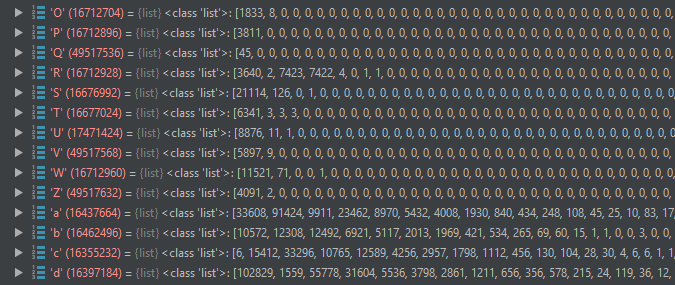 'O' (16712704) = {list} <class 'list'>: [1833, 8, 0, 0, 0, 0, 0, 0, 0, 0, 0, 0, 0, 0, 0, 0, 0, 0, 0, 0, 0, 0, 0, 0, 0, 0, 0, 0, 0, 0,
'P' (16712896) = {list} <class 'list'>: [3811, 0, 0, 0, 0, 0, 0, 0, 0, 0, 0, 0, 0, 0, 0, 0, 0, 0, 0, 0, 0, 0, 0, 0, 0, 0, 0, 0, 0, 0, 0,
'Q' (49517536) = {list} <class 'list'>: [45, 0, 0, 0, 0, 0, 0, 0, 0, 0, 0, 0, 0, 0, 0, 0, 0, 0, 0, 0, 0, 0, 0, 0, 0, 0, 0, 0, 0, 0, 0,
'R' (16712928) = {list} <class 'list'>: [3640, 2, 7423, 7422, 4, 0, 1, 1, 0, 0, 0, 0, 0, 0, 0, 0, 0, 0, 0, 0, 0, 0, 0, 0, 0, 0, 0, 0,
'S' (16676992) = {list} <class 'list'>: [21114, 126, 0, 1, 0, 0, 0, 0, 0, 0, 0, 0, 0, 0, 0, 0, 0, 0, 0, 0, 0, 0, 0, 0, 0, 0, 0, 0, 0,
'T' (16677024) = {list} <class 'list'>: [6341, 3, 3, 3, 0, 0, 0, 0, 0, 0, 0, 0, 0, 0, 0, 0, 0, 0, 0, 0, 0, 0, 0, 0, 0, 0, 0, 0, 0, 0,
'U' (17471424) = {list} <class 'list'>: [8876, 11, 1, 0, 0, 0, 0, 0, 0, 0, 0, 0, 0, 0, 0, 0, 0, 0, 0, 0, 0, 0, 0, 0, 0, 0, 0, 0, 0, 0,
'V' (49517568) = {list} <class 'list'>: [5897, 9, 0, 0, 0, 0, 0, 0, 0, 0, 0, 0, 0, 0, 0, 0, 0, 0, 0, 0, 0, 0, 0, 0, 0, 0, 0, 0, 0, 0,
'W' (16712960) = {list} <class 'list'>: [11521, 71, 0, 0, 1, 0, 0, 0, 0, 0, 0, 0, 0, 0, 0, 0, 0, 0, 0, 0, 0, 0, 0, 0, 0, 0, 0, 0, 0,
'Z' (49517632) = {list} <class 'list'>: [4091, 2, 0, 0, 0, 0, 0, 0, 0, 0, 0, 0, 0, 0, 0, 0, 0, 0, 0, 0, 0, 0, 0, 0, 0, 0, 0, 0, 0, 0,
'a' (16437664) = {list} <class 'list'>: [33608, 91424, 9911, 23462, 8970, 5432, 4008, 1930, 840, 434, 248, 108, 45, 25, 10, 83, 17,
'b' (16462496) = {list} <class 'list'>: [10572, 12308, 12492, 6921, 5117, 2013, 1969, 421, 534, 265, 69, 60, 15, 1, 1, 0, 0, 3, 0, 0,
'c' (16355232) = {list} <class 'list'>: [6, 15412, 33296, 10765, 12589, 4256, 2957, 1798, 1112, 456, 130, 104, 28, 30, 4, 6, 6, 1, 1,
'd' (16397184) = {list} <class 'list'>: [102829, 1559, 55778, 31604, 5536, 3798, 2861, 1211, 656, 356, 578, 215, 24, 119, 36, 12,